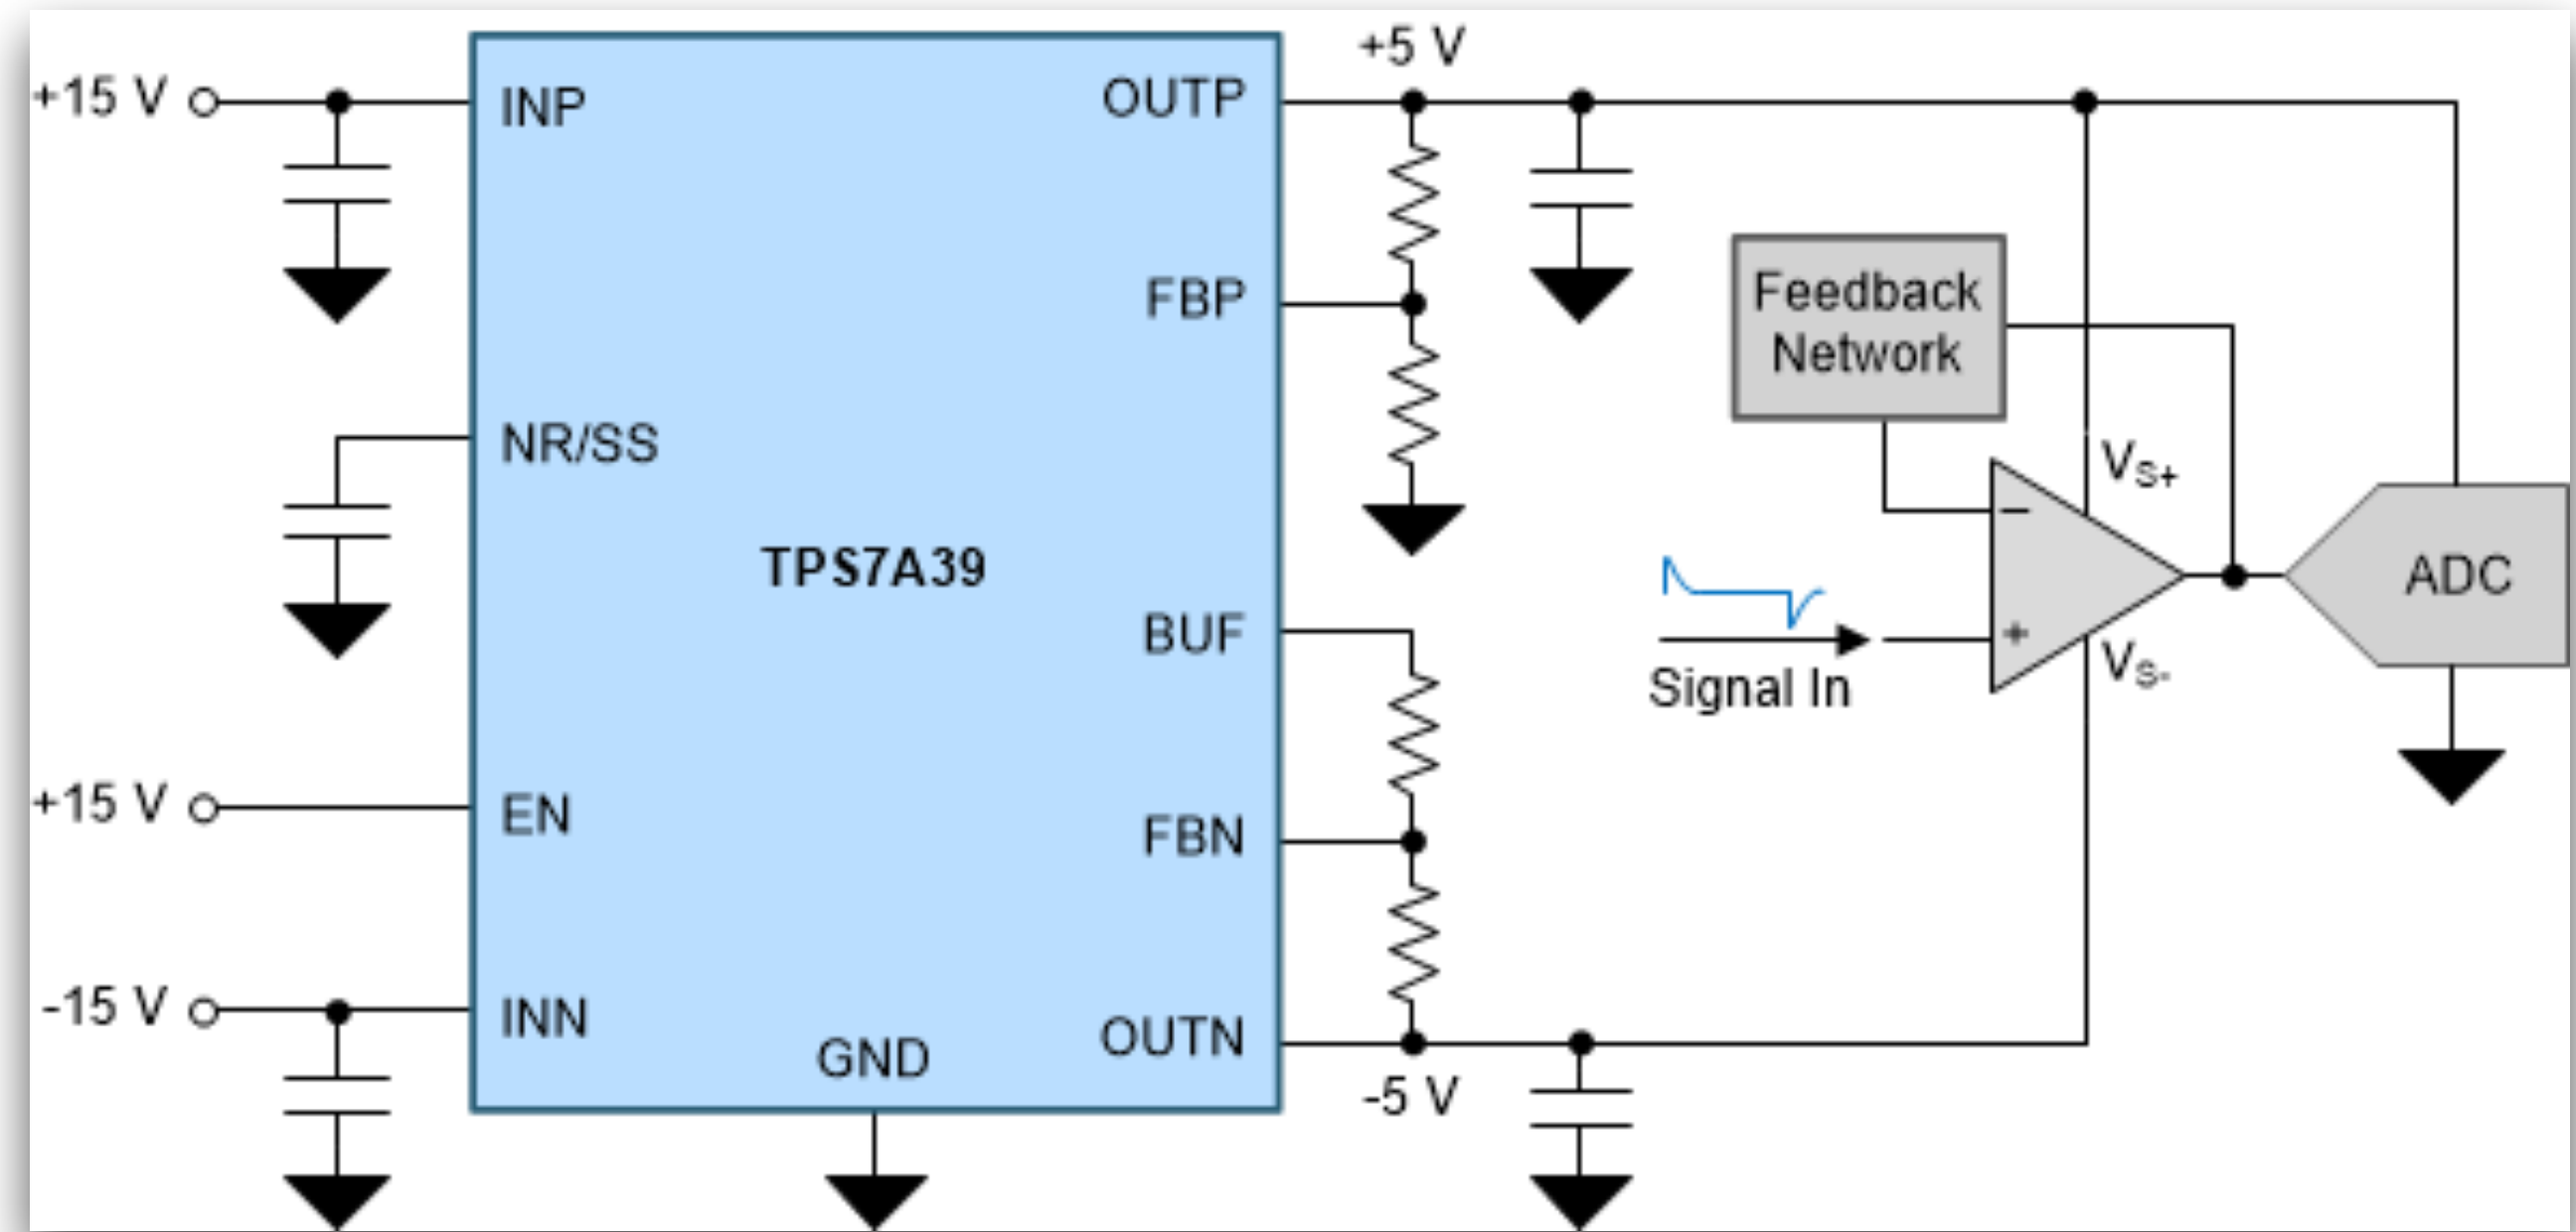 +5 V
+15 V
INP
OUTP
FBP
Feedback
Network
NR/SS
VS+
TPS7A39
ADC
BUF
+
−
VS-
Signal In
+15 V
EN
FBN
-15 V
INN
OUTN
GND
-5 V